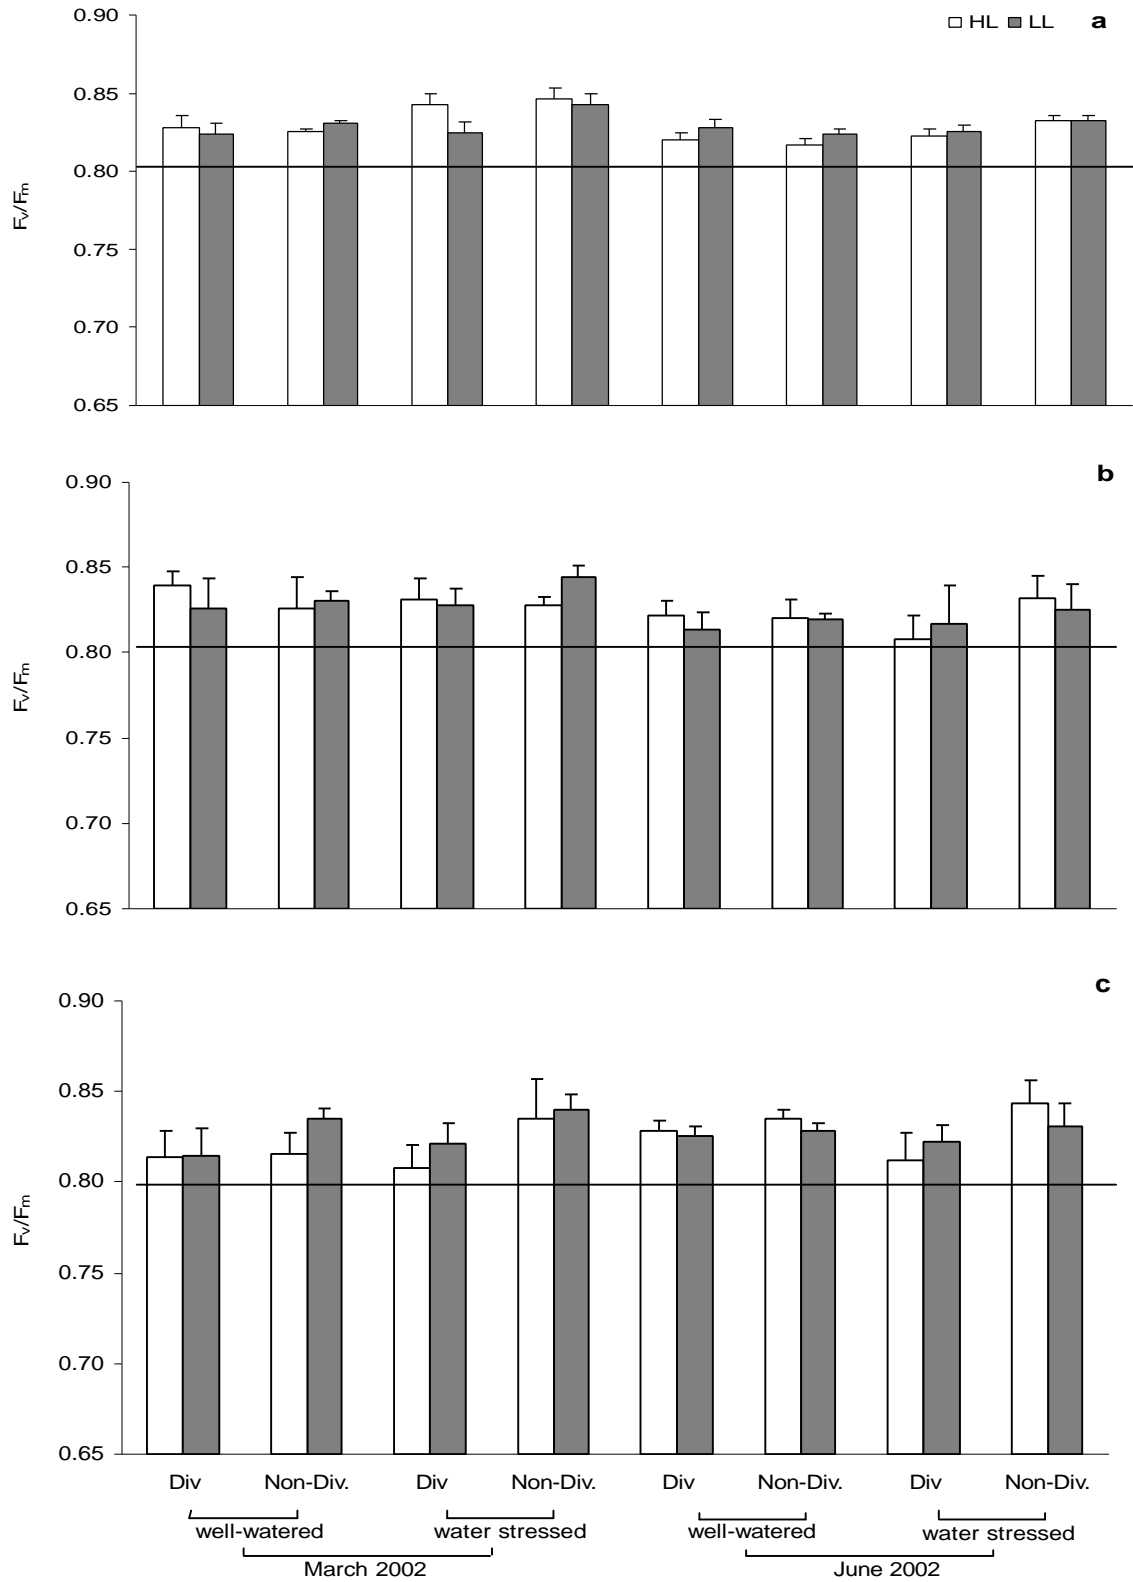 HL LL a
0.90
0.85
0.80
0.75
0.70
0.65
Fv/Fm
b
0.90
0.85
0.80
0.75
0.70
0.65
Fv/Fm
c
0.90
0.85
0.80
0.75
0.70
0.65
Fv/Fm
Div Non-Div. Div Non-Div. Div Non-Div. Div Non-Div.
well-watered water stressed well-watered water stressed
March 2002 June 2002